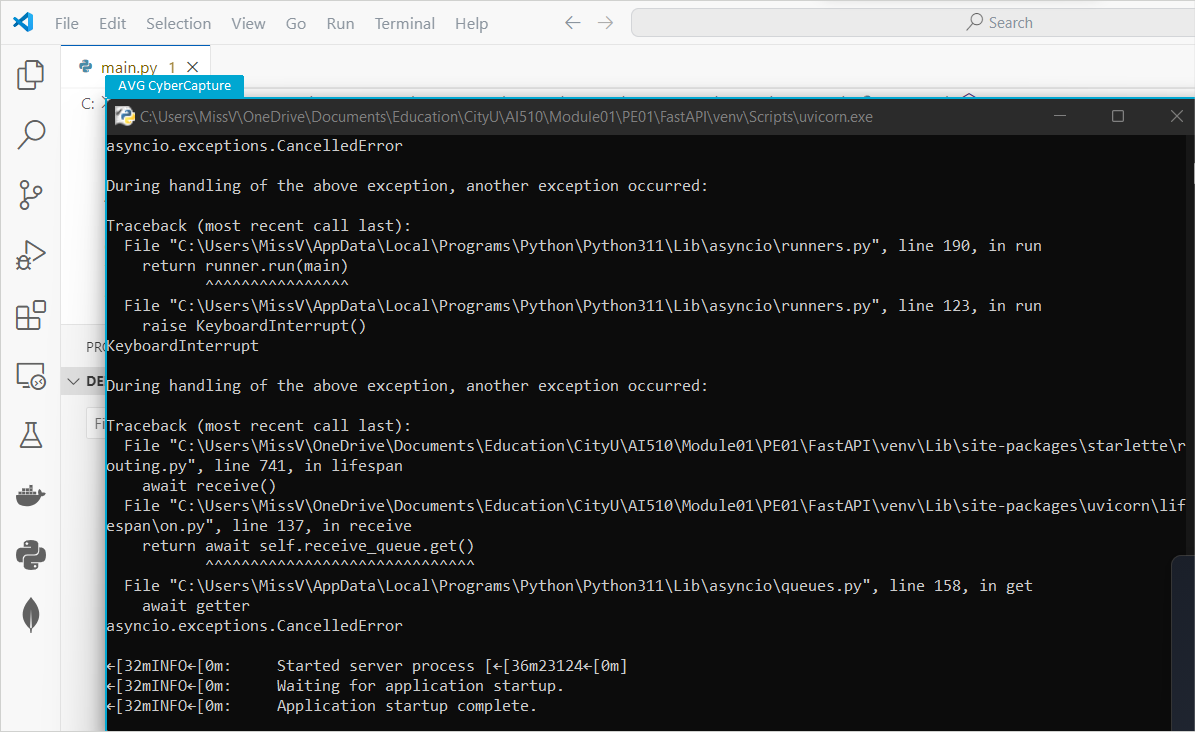 File Edit Selection View Go Run Terminal Help ← → Search
main.py 1 ×
AVG CyberCapture
C:
C:\Users\MissV\OneDrive\Documents\Education\CityU\AI510\Module01\PE01\FastAPI\venv\Scripts\uvicorn.exe
asyncio.exceptions.CancelledError
During handling of the above exception, another exception occurred:
Traceback (most recent call last):
  File "C:\Users\MissV\AppData\Local\Programs\Python\Python311\Lib\asyncio\runners.py", line 190, in run
    return runner.run(main)
           ^^^^^^^^^^^^^^^^
  File "C:\Users\MissV\AppData\Local\Programs\Python\Python311\Lib\asyncio\runners.py", line 123, in run
    raise KeyboardInterrupt()
PRO
KeyboardInterrupt
DE
During handling of the above exception, another exception occurred:
Fi
Traceback (most recent call last):
  File "C:\Users\MissV\OneDrive\Documents\Education\CityU\AI510\Module01\PE01\FastAPI\venv\Lib\site-packages\starlette\r
outing.py", line 741, in lifespan
    await receive()
  File "C:\Users\MissV\OneDrive\Documents\Education\CityU\AI510\Module01\PE01\FastAPI\venv\Lib\site-packages\uvicorn\lif
espan\on.py", line 137, in receive
    return await self.receive_queue.get()
           ^^^^^^^^^^^^^^^^^^^^^^^^^^^^^^
  File "C:\Users\MissV\AppData\Local\Programs\Python\Python311\Lib\asyncio\queues.py", line 158, in get
    await getter
asyncio.exceptions.CancelledError
←[32mINFO←[0m:     Started server process [←[36m23124←[0m]
←[32mINFO←[0m:     Waiting for application startup.
←[32mINFO←[0m:     Application startup complete.